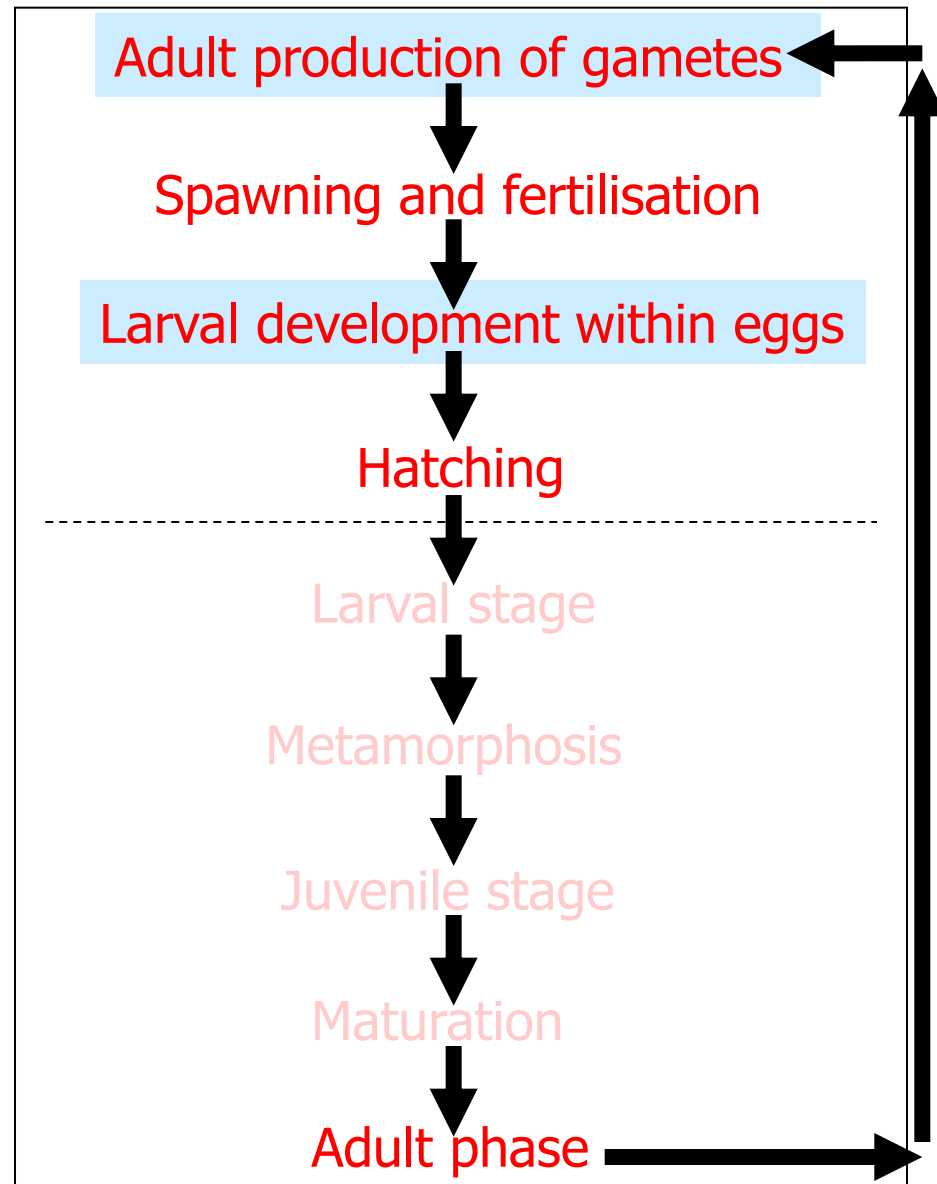 Adult production of gametes
Spawning and fertilisation
Larval development within eggs
Hatching
Larval stage
Metamorphosis
Juvenile stage
Maturation
Adult phase